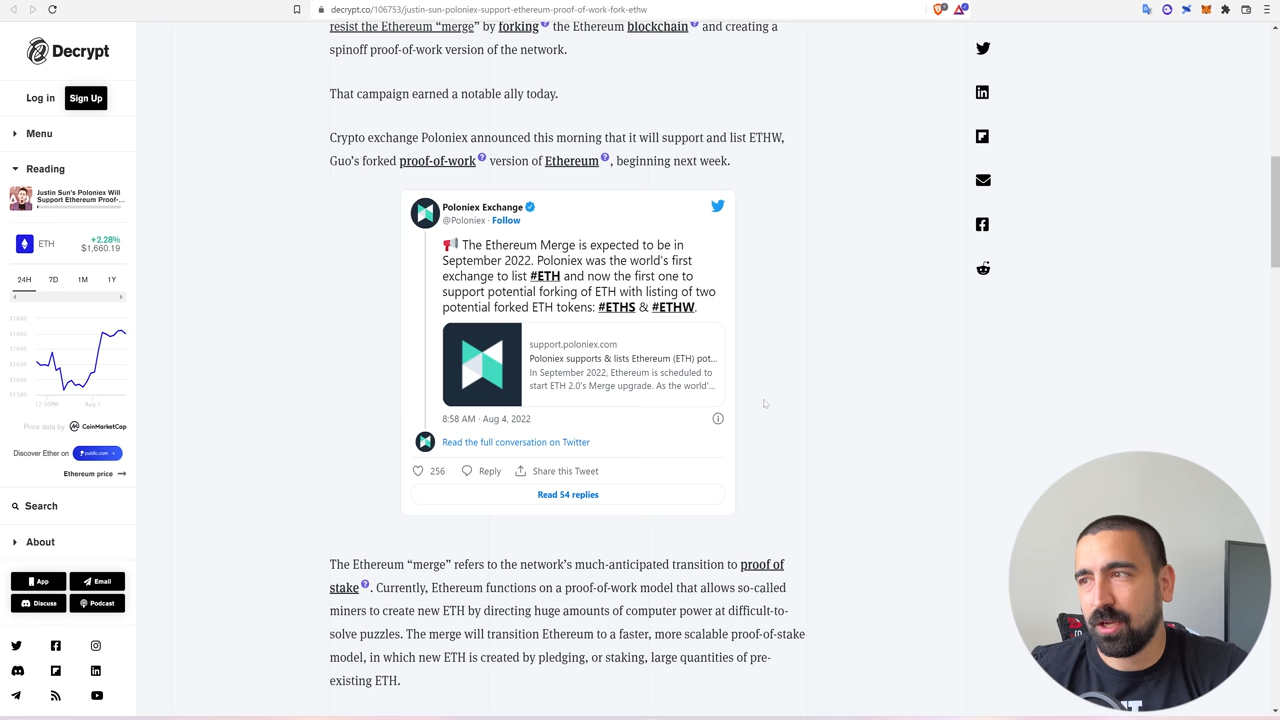 decrypt.co/106753/justin-sun-poloniex-support-ethereum-proof-of-work-fork-ethw
Decrypt
Log in
Sign Up
Menu
Reading
Justin Sun's Poloniex Will
Support Ethereum Proof-...
ETH
+2.28%
$1,660.19
24H 7D 1M 1Y
$1680
$1660
$1640
$1620
$1600
$1580
12:00PM Aug 5
Price data by CoinMarketCap
Discover Ether on public.com →
Ethereum price →
Search
About
App
Email
Discuss
Podcast
resist the Ethereum “merge” by forking? the Ethereum blockchain? and creating a
spinoff proof-of-work version of the network.
That campaign earned a notable ally today.
Crypto exchange Poloniex announced this morning that it will support and list ETHW,
Guo’s forked proof-of-work? version of Ethereum?, beginning next week.
Poloniex Exchange
@Poloniex · Follow
The Ethereum Merge is expected to be in
September 2022. Poloniex was the world's first
exchange to list #ETH and now the first one to
support potential forking of ETH with listing of two
potential forked ETH tokens: #ETHS & #ETHW.
support.poloniex.com
Poloniex supports & lists Ethereum (ETH) pot...
In September 2022, Ethereum is scheduled to
start ETH 2.0's Merge upgrade. As the world'...
8:58 AM · Aug 4, 2022
Read the full conversation on Twitter
256 Reply Share this Tweet
Read 54 replies
The Ethereum “merge” refers to the network’s much-anticipated transition to proof of
stake?. Currently, Ethereum functions on a proof-of-work model that allows so-called
miners to create new ETH by directing huge amounts of computer power at difficult-to-
solve puzzles. The merge will transition Ethereum to a faster, more scalable proof-of-stake
model, in which new ETH is created by pledging, or staking, large quantities of pre-
existing ETH.